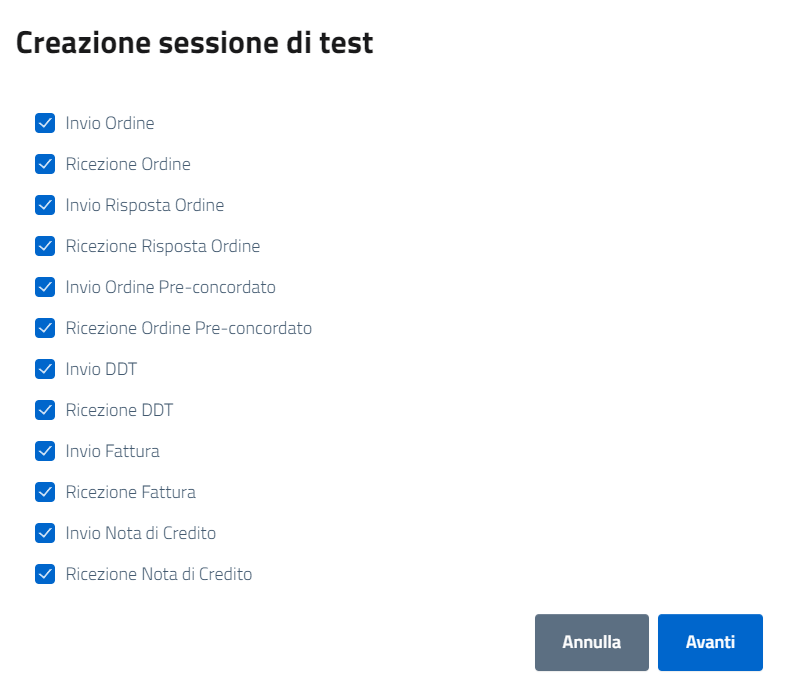 Creazione sessione di test
Invio Ordine
Ricezione Ordine
Invio Risposta Ordine
Ricezione Risposta Ordine
Invio Ordine Pre-concordato
Ricezione Ordine Pre-concordato
Invio DDT
Ricezione DDT
Invio Fattura
Ricezione Fattura
Invio Nota di Credito
Ricezione Nota di Credito
Annulla Avanti